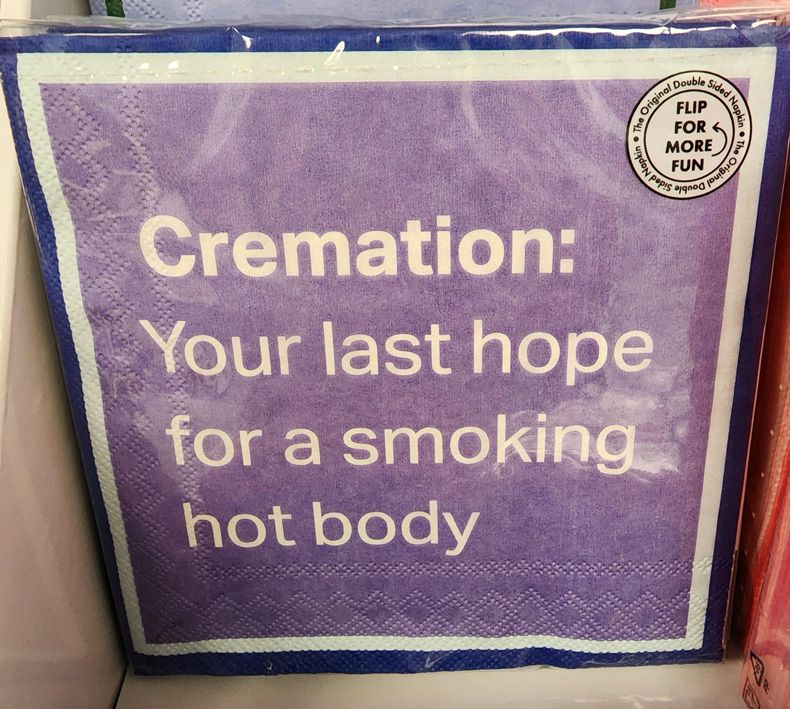 Cremation:
Your last hope
for a smoking
hot body
The Original Double Sided Napkin • The Original Double Sided Napkin •
FLIP
FOR
MORE
FUN